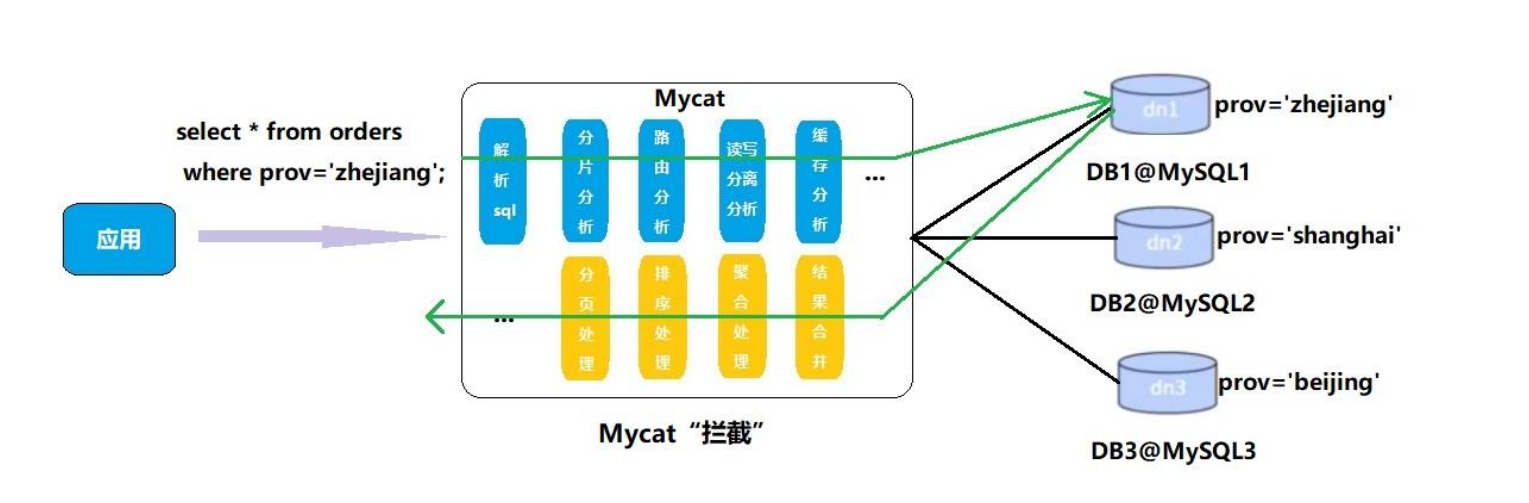 Mycat
select * from orders
where prov='zhejiang';
应用
解析sql
分片分析
路由分析
读写
分离
分析
缓存分析
...
...
分页处理
排序处理
聚合处理
结果合并
Mycat“拦截”
dn1
prov='zhejiang'
DB1@MySQL1
dn2
prov='shanghai'
DB2@MySQL2
dn3
prov='beijing'
DB3@MySQL3